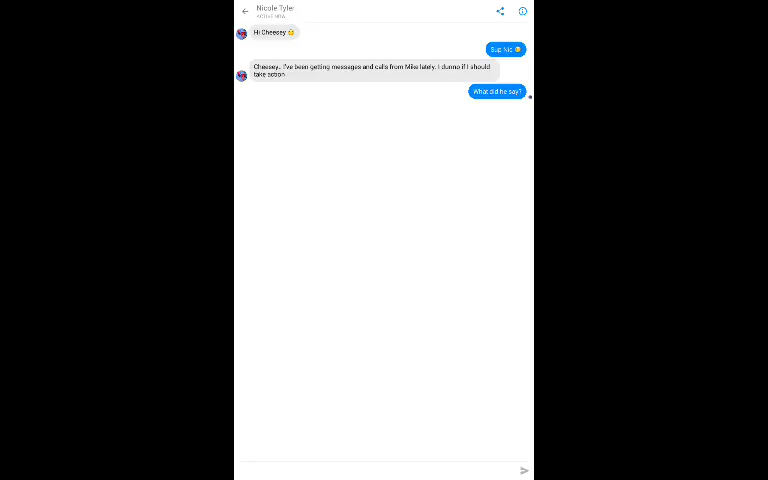 Nicole Tyler
Hi Cheesey
Sup Nic
Cheesey.. I've been getting messages and calls from Mike lately. I dunno if I should
take action
What did he say?